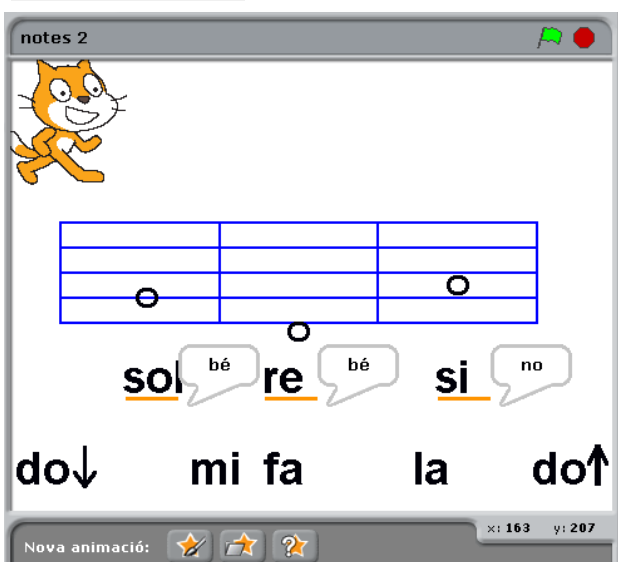 notes 2
bé bé no
sol re si
do↓ mi fa la do↑
x: 163 y: 207
Nova animació: